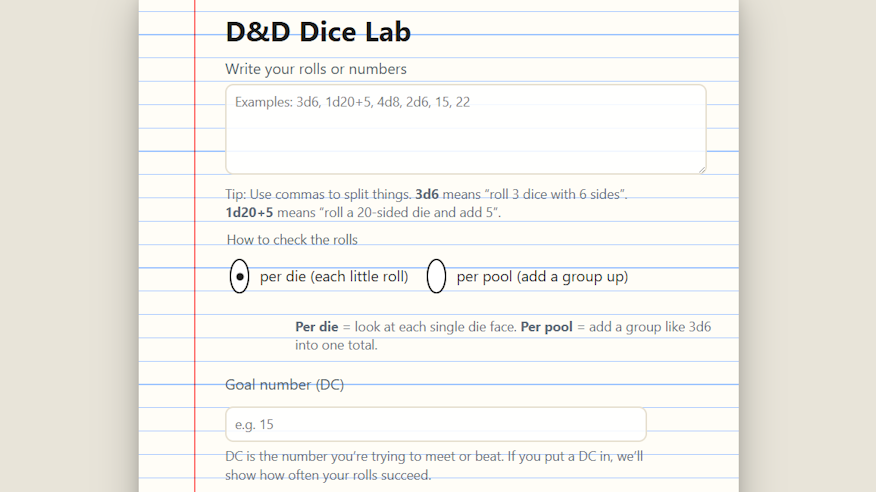 D&D Dice Lab
Write your rolls or numbers
Examples: 3d6, 1d20+5, 4d8, 2d6, 15, 22
Tip: Use commas to split things. 3d6 means “roll 3 dice with 6 sides”.
1d20+5 means “roll a 20-sided die and add 5”.
How to check the rolls
per die (each little roll) per pool (add a group up)
Per die = look at each single die face. Per pool = add a group like 3d6
into one total.
Goal number (DC)
e.g. 15
DC is the number you’re trying to meet or beat. If you put a DC in, we’ll
show how often your rolls succeed.